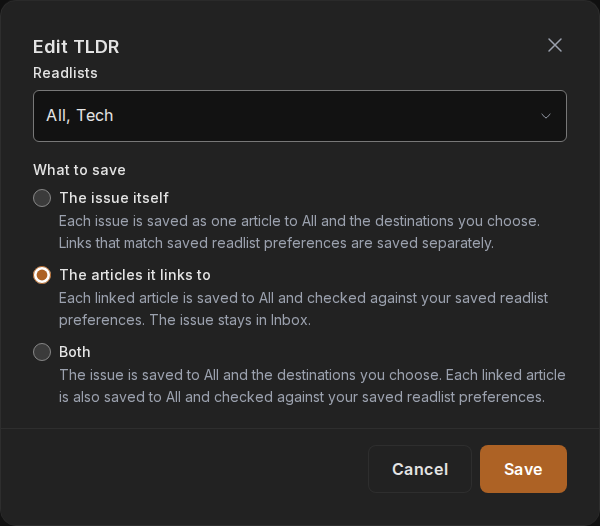 Edit TLDR
Readlists
All, Tech
What to save
The issue itself
Each issue is saved as one article to All and the destinations you choose.
Links that match saved readlist preferences are saved separately.
The articles it links to
Each linked article is saved to All and checked against your saved readlist
preferences. The issue stays in Inbox.
Both
The issue is saved to All and the destinations you choose. Each linked article
is also saved to All and checked against your saved readlist preferences.
Cancel
Save